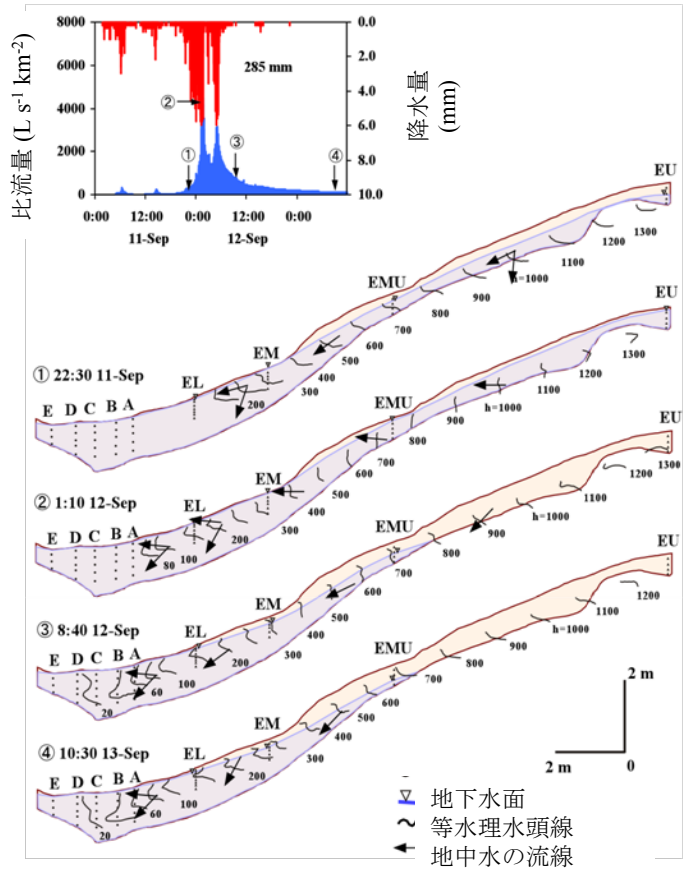 8000
6000
4000
2000
0
比流量 (L s-1 km-2)
0.0
2.0
4.0
6.0
8.0
10.0
降水量
(mm)
285 mm
②
①
③
④
0:00
12:00
0:00
12:00
0:00
11-Sep
12-Sep
EU
1300
1200
1100
h=1000
900
800
EMU
700
600
500
400
300
EM
200
EL
① 22:30 11-Sep
E
D
C
B
A
EU
1300
1200
1100
h=1000
900
800
EMU
700
600
500
400
300
EM
200
EL
100
80
② 1:10 12-Sep
E
D
C
B
A
EU
1300
1200
1100
h=1000
900
800
EMU
700
600
500
400
300
EM
200
EL
100
60
20
③ 8:40 12-Sep
E
D
C
B
A
EU
1200
1100
h=1000
900
800
700
EMU
600
500
400
300
EM
200
EL
100
60
20
④ 10:30 13-Sep
E
D
C
B
A
2 m
2 m
0
地下水面
等水理水頭線
地中水の流線